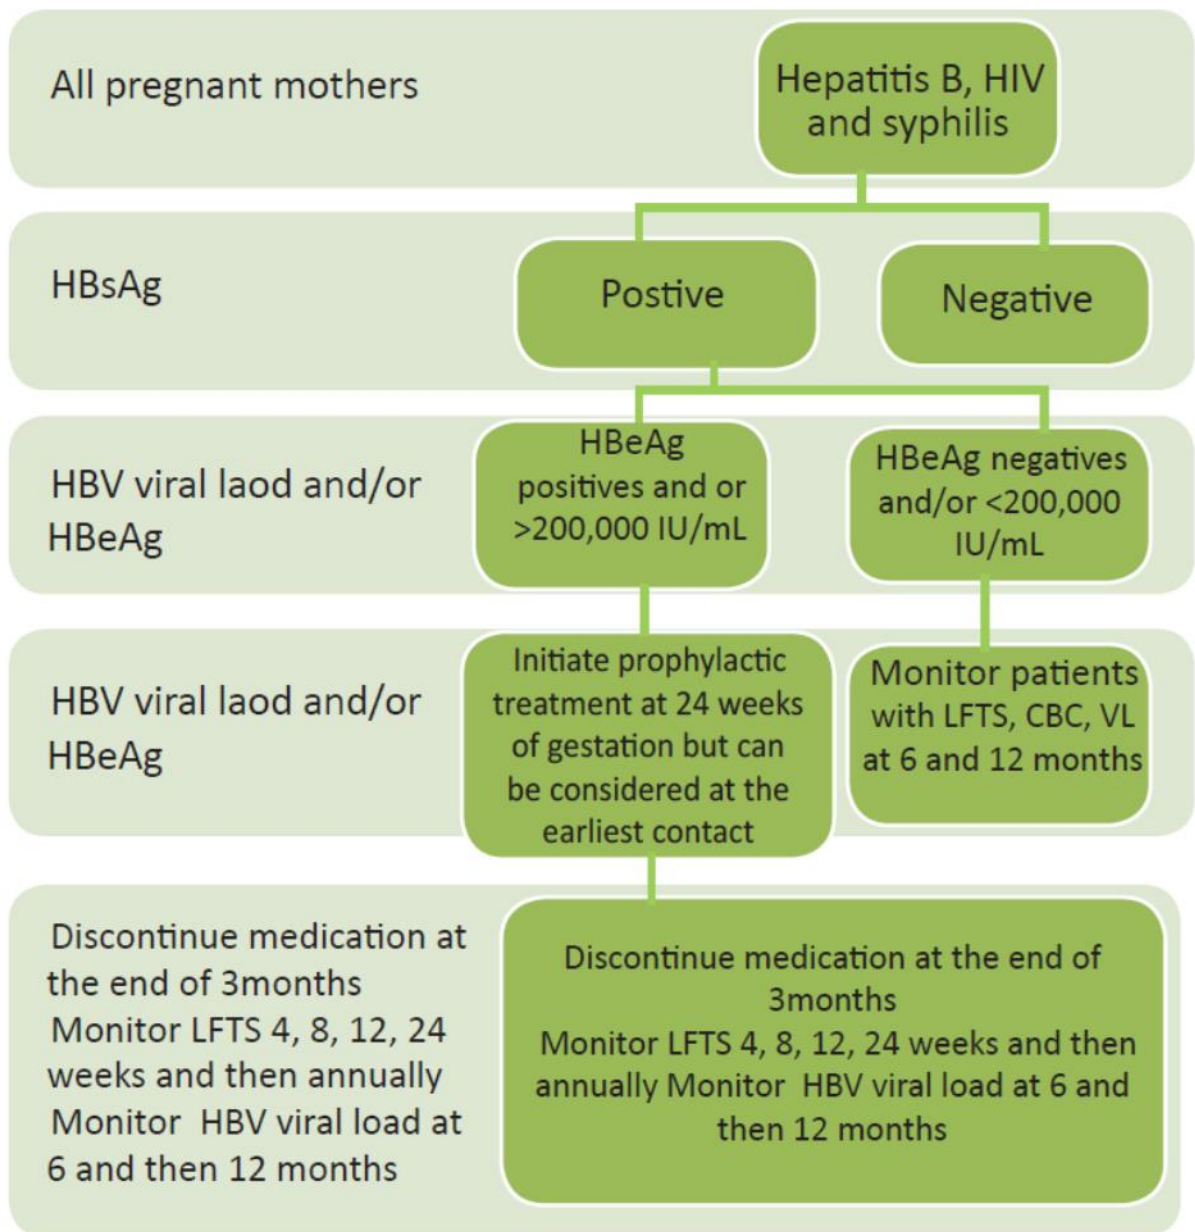 All pregnant mothers
Hepatitis B, HIV
and syphilis
HBsAg
Postive
Negative
HBV viral laod and/or
HBeAg
HBeAg
positives and or
>200,000 IU/mL
HBeAg negatives
and/or <200,000
IU/mL
HBV viral laod and/or
HBeAg
Initiate prophylactic
treatment at 24 weeks
of gestation but can
be considered at the
earliest contact
Monitor patients
with LFTS, CBC, VL
at 6 and 12 months
Discontinue medication at
the end of 3months
Monitor LFTS 4, 8, 12, 24
weeks and then annually
Monitor HBV viral load at
6 and then 12 months
Discontinue medication at the end of
3months
Monitor LFTS 4, 8, 12, 24 weeks and then
annually Monitor HBV viral load at 6 and
then 12 months